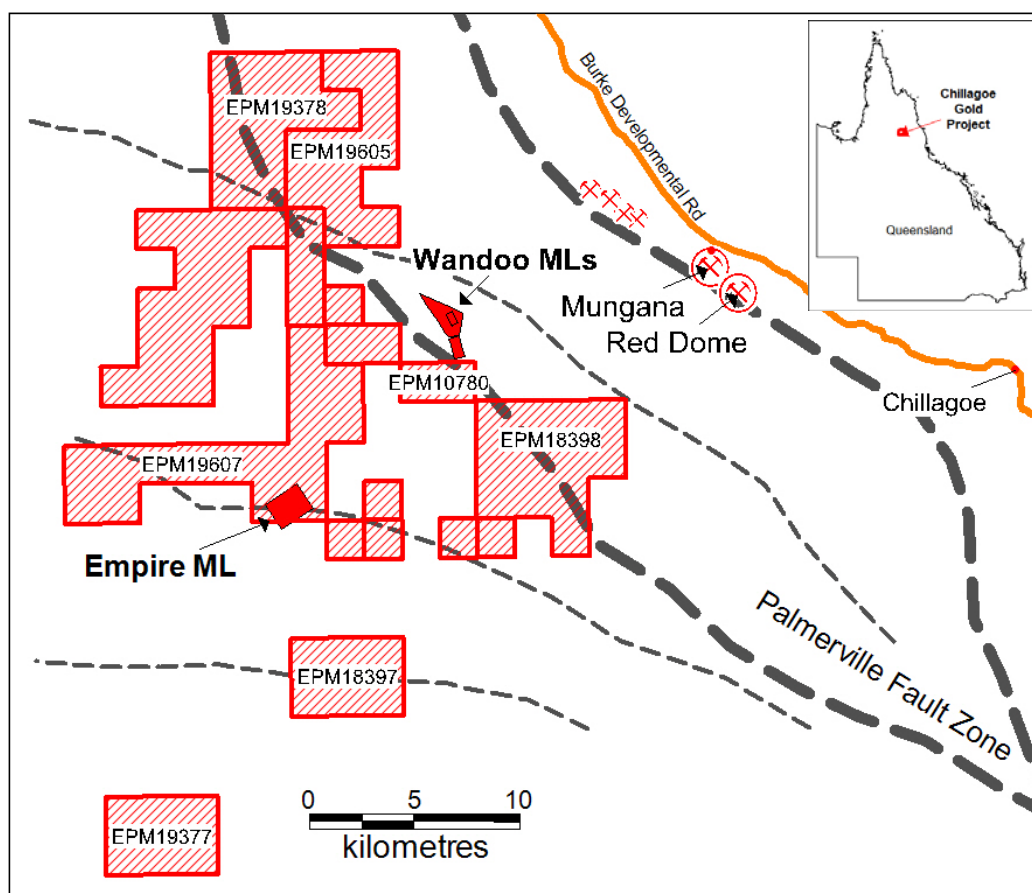 EPM19378
EPM19605
Burke Developmental Rd
Chillagoe
Gold
Project
Queensland
Wandoo MLs
Mungana
Red Dome
EPM10780
Chillagoe
EPM18398
EPM19607
Empire ML
Palmerville Fault Zone
EPM18397
0 5 10
kilometres
EPM19377